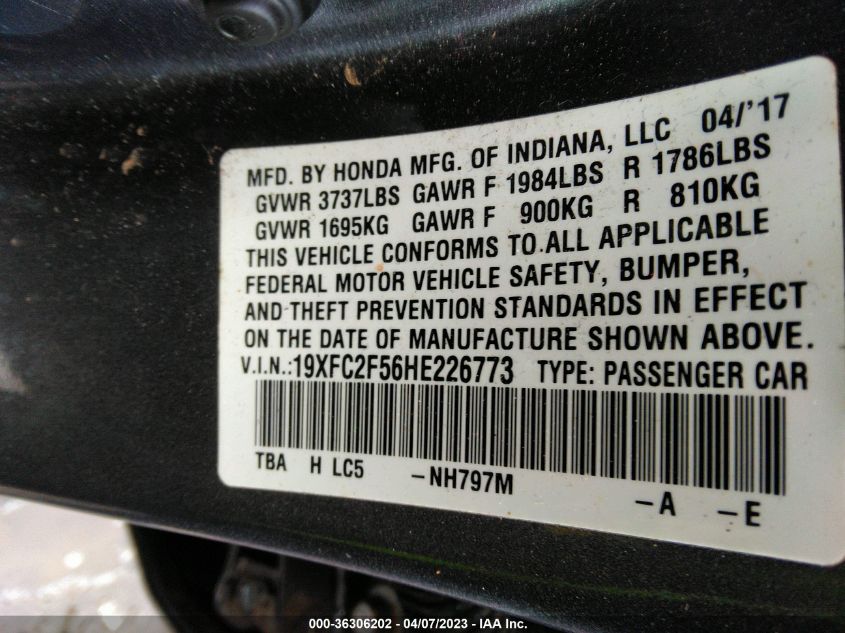 MFD. BY HONDA MFG. OF INDIANA, LLC 04/'17
GVWR 3737LBS GAWR F 1984LBS R 1786LBS
GVWR 1695KG GAWR F 900KG R 810KG
THIS VEHICLE CONFORMS TO ALL APPLICABLE
FEDERAL MOTOR VEHICLE SAFETY, BUMPER,
AND THEFT PREVENTION STANDARDS IN EFFECT
ON THE DATE OF MANUFACTURE SHOWN ABOVE.
V.I.N.:19XFC2F56HE226773 TYPE: PASSENGER CAR
TBA H LC5 -NH797M -A -E
000-36306202 - 04/07/2023 - IAA Inc.